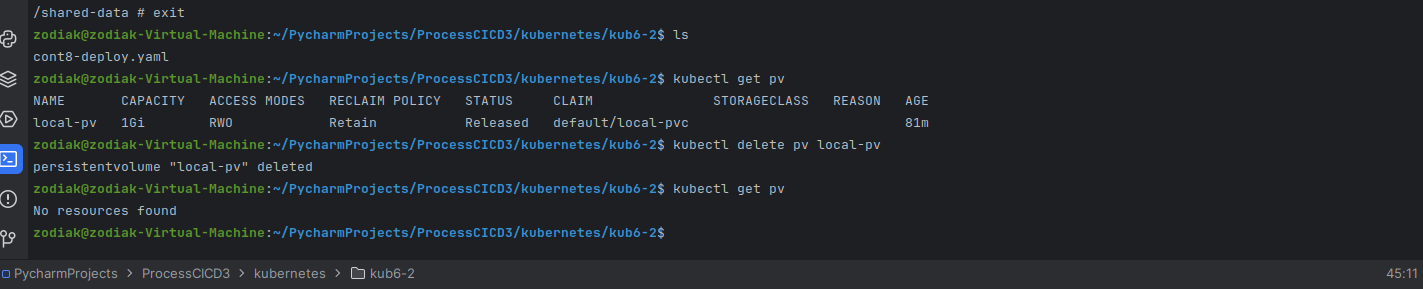 /shared-data # exit
zodiak@zodiak-Virtual-Machine:~/PycharmProjects/ProcessCICD3/kubernetes/kub6-2$ ls
cont8-deploy.yaml
zodiak@zodiak-Virtual-Machine:~/PycharmProjects/ProcessCICD3/kubernetes/kub6-2$ kubectl get pv
NAME CAPACITY ACCESS MODES RECLAIM POLICY STATUS CLAIM STORAGECLASS REASON AGE
local-pv 1Gi RWO Retain Released default/local-pvc 81m
zodiak@zodiak-Virtual-Machine:~/PycharmProjects/ProcessCICD3/kubernetes/kub6-2$ kubectl delete pv local-pv
persistentvolume "local-pv" deleted
zodiak@zodiak-Virtual-Machine:~/PycharmProjects/ProcessCICD3/kubernetes/kub6-2$ kubectl get pv
No resources found
zodiak@zodiak-Virtual-Machine:~/PycharmProjects/ProcessCICD3/kubernetes/kub6-2$
PycharmProjects > ProcessCICD3 > kubernetes > kub6-2 45:11